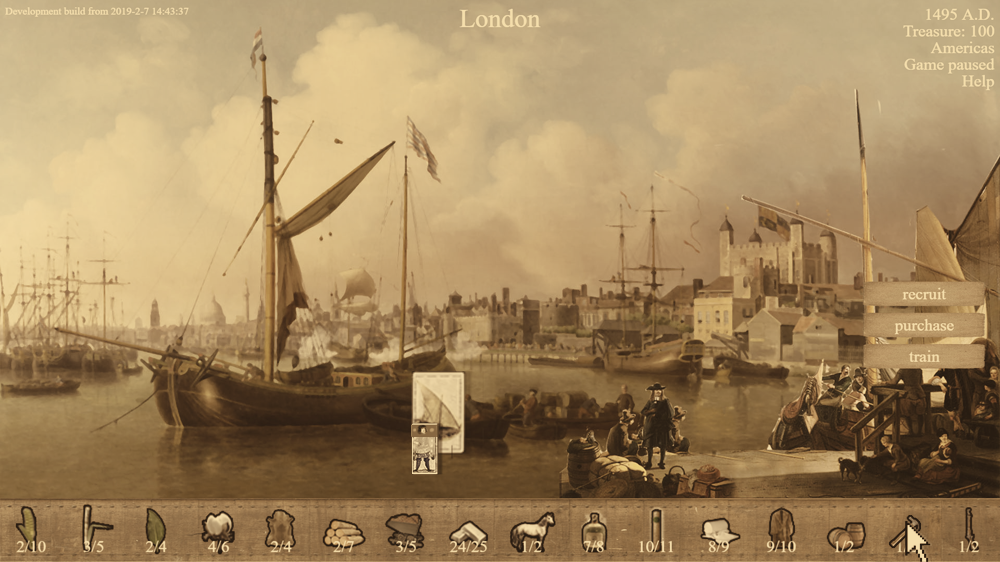 Development build from 2019-2-7 14:43:37
London
1495 A.D.
Treasure: 100
Americas
Game paused
Help
recruit
purchase
train
2/10 3/5 2/4 4/6 2/4 2/7 3/5 24/25 1/2 7/8 10/11 8/9 9/10 1/2 1/2